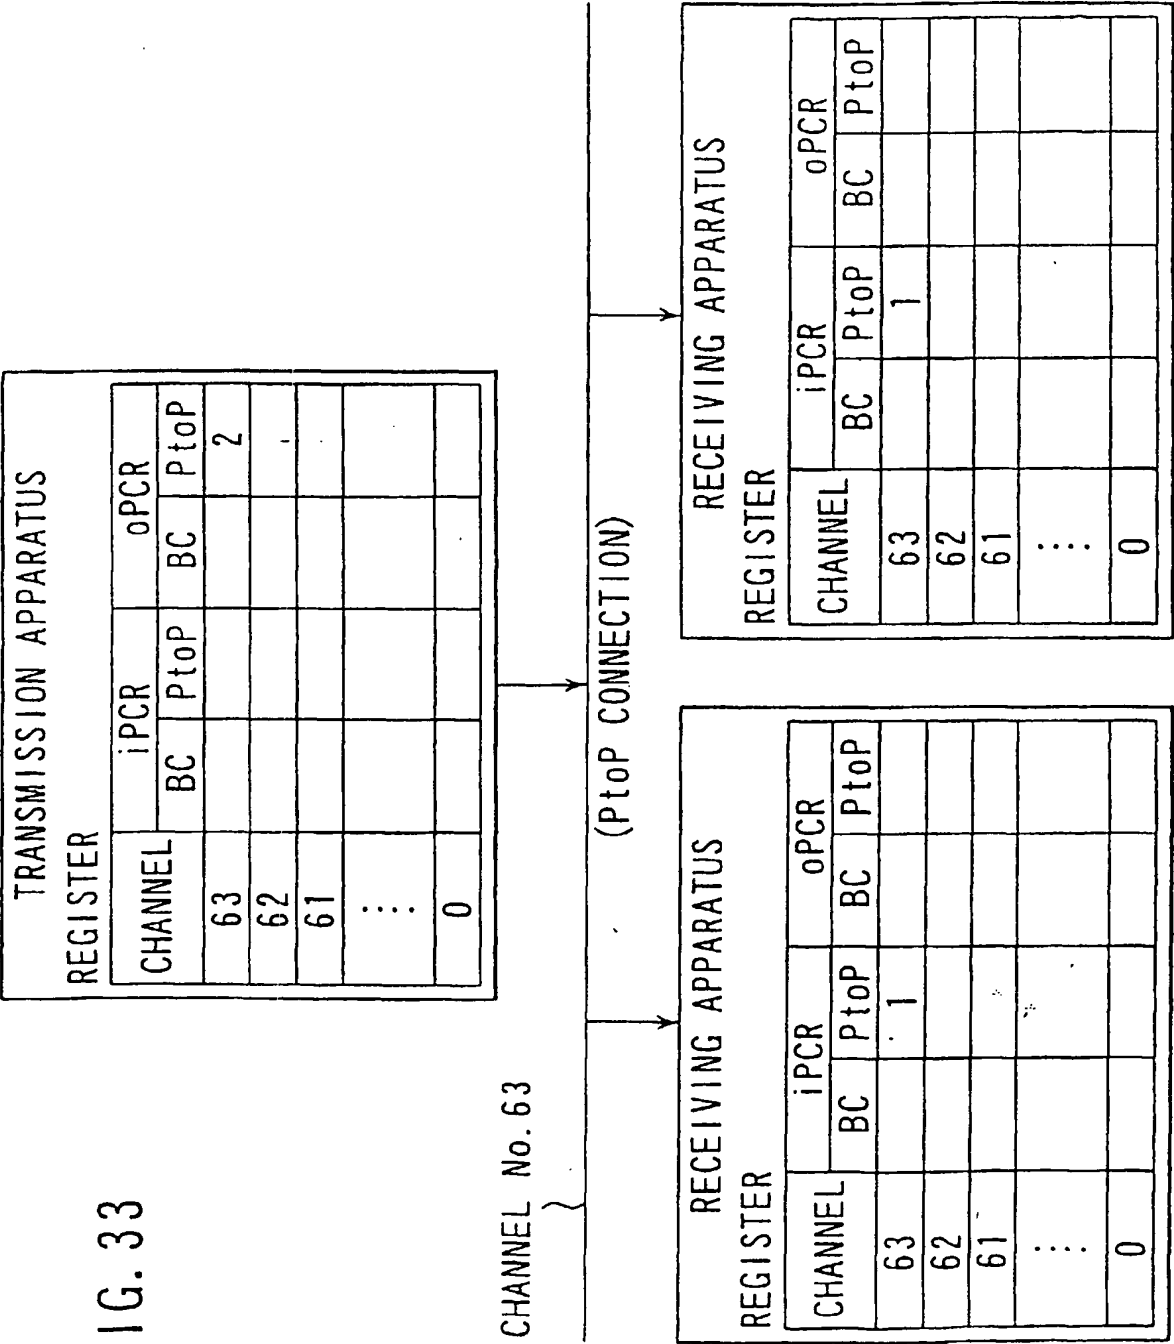 IG. 33
TRANSMISSION APPARATUS
REGISTER
CHANNEL iPCR oPCR
BC PtoP BC PtoP
63 2
62
61
⋮
0
CHANNEL No. 63
(PtoP CONNECTION)
RECEIVING APPARATUS
REGISTER
CHANNEL iPCR oPCR
BC PtoP BC PtoP
63 1
62
61
⋮
0
RECEIVING APPARATUS
REGISTER
CHANNEL iPCR oPCR
BC PtoP BC PtoP
63 1
62
61
⋮
0